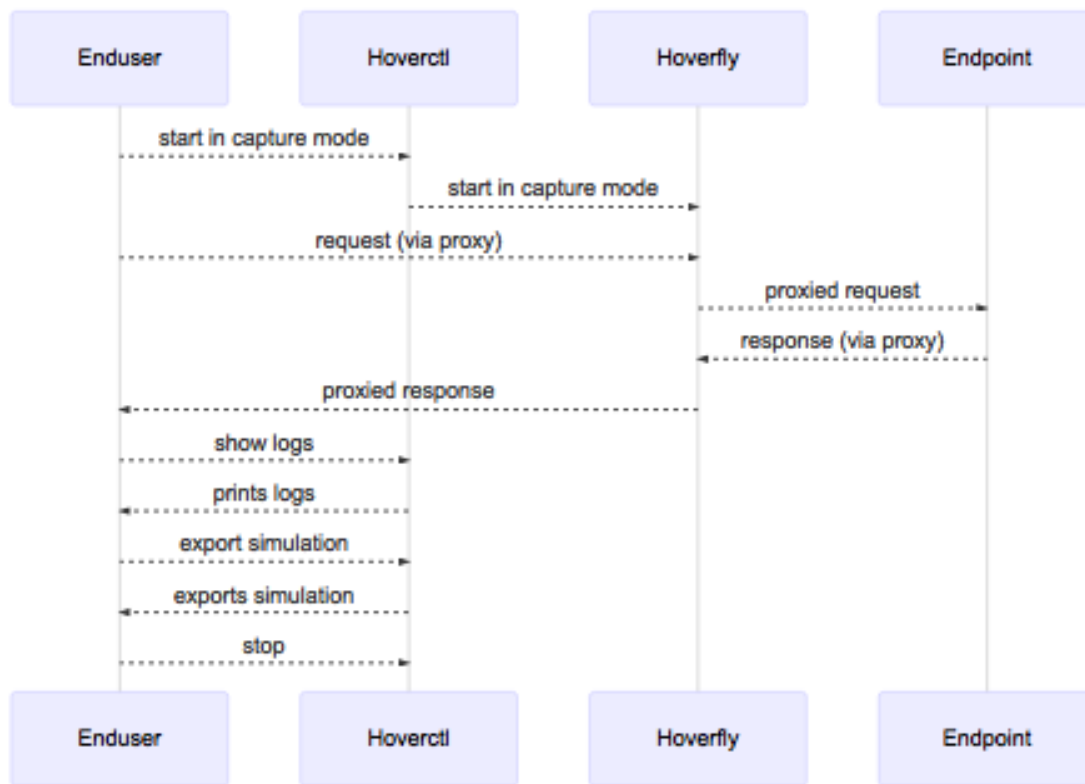 Enduser
Hoverctl
Hoverfly
Endpoint
start in capture mode
start in capture mode
request (via proxy)
proxied request
response (via proxy)
proxied response
show logs
prints logs
export simulation
exports simulation
stop
Enduser
Hoverctl
Hoverfly
Endpoint